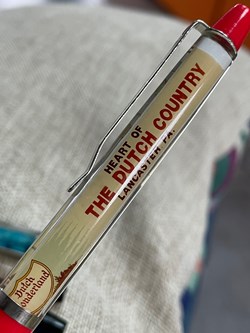 HEART OF
THE DUTCH COUNTRY
LANCASTER PA.
Dutch
Wonderland